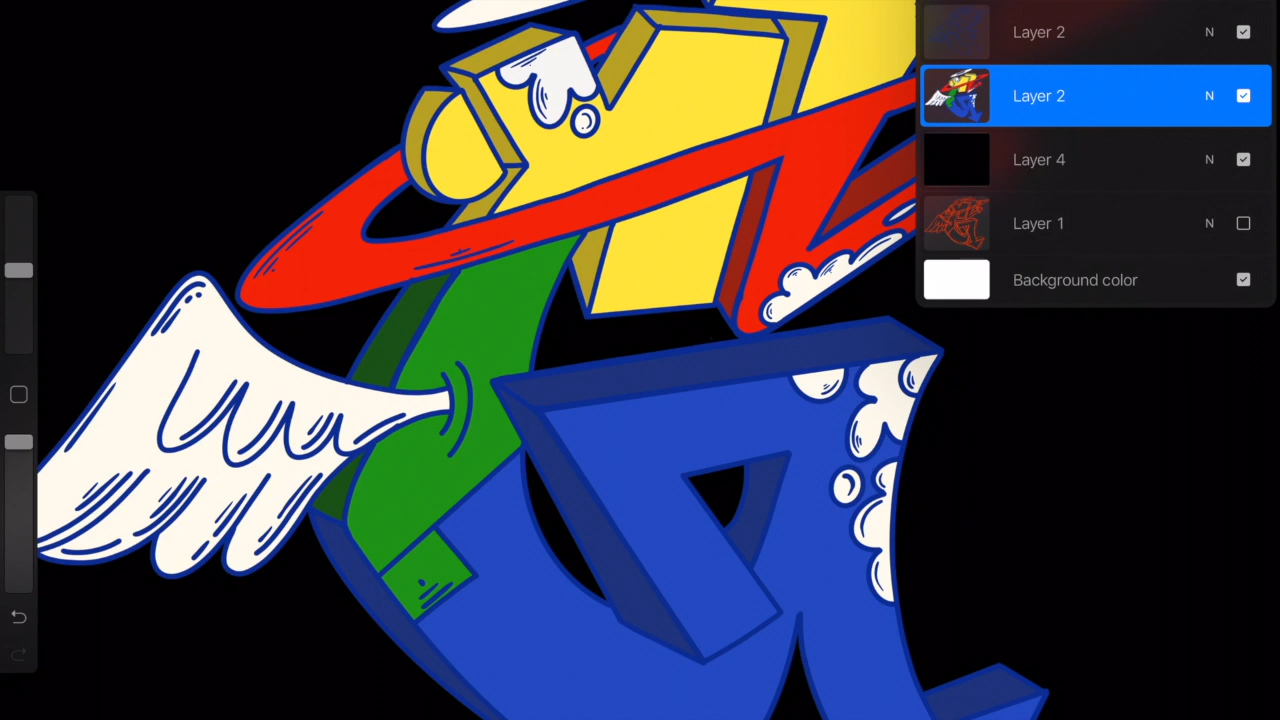 Layer 2 N
Layer 2 N
Layer 4 N
Layer 1 N
Background color